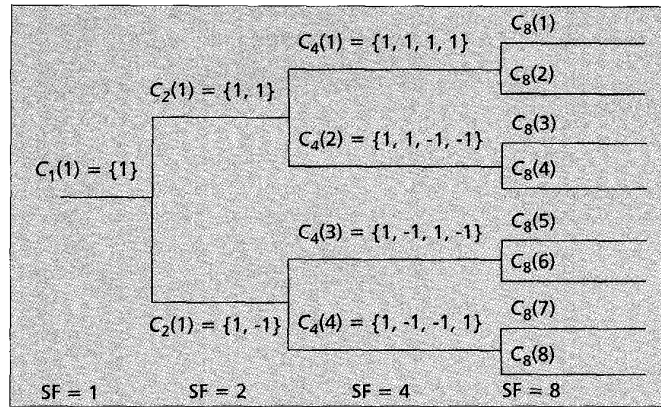 C₈(1)
C₄(1) = {1, 1, 1, 1}
C₈(2)
C₂(1) = {1, 1}
C₈(3)
C₄(2) = {1, 1, -1, -1}
C₈(4)
C₁(1) = {1}
C₈(5)
C₄(3) = {1, -1, 1, -1}
C₈(6)
C₂(1) = {1, -1}
C₄(4) = {1, -1, -1, 1}
C₈(7)
C₈(8)
SF = 1 SF = 2 SF = 4 SF = 8